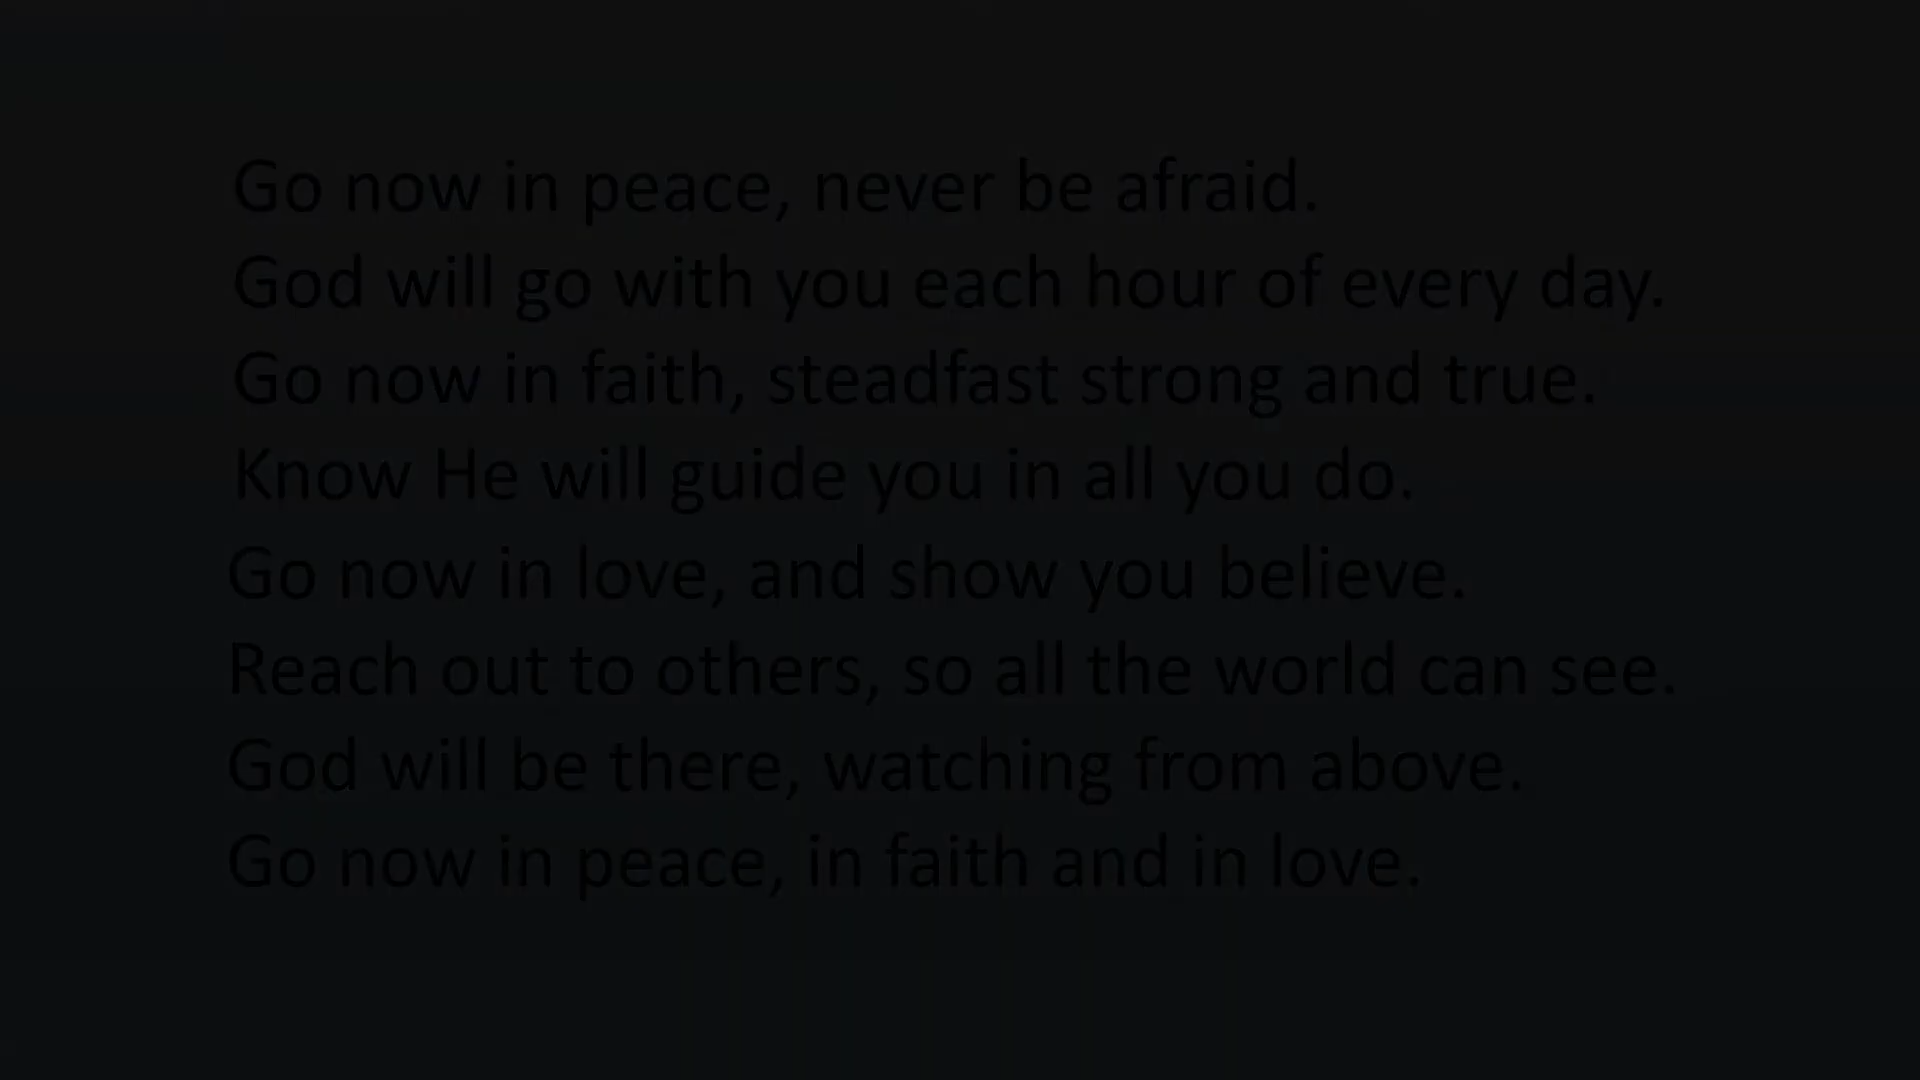 Go now in peace, never be afraid.
God will go with you each hour of every day.
Go now in faith, steadfast strong and true.
Know He will guide you in all you do.
Go now in love, and show you believe.
Reach out to others, so all the world can see.
God will be there, watching from above.
Go now in peace, in faith and in love.